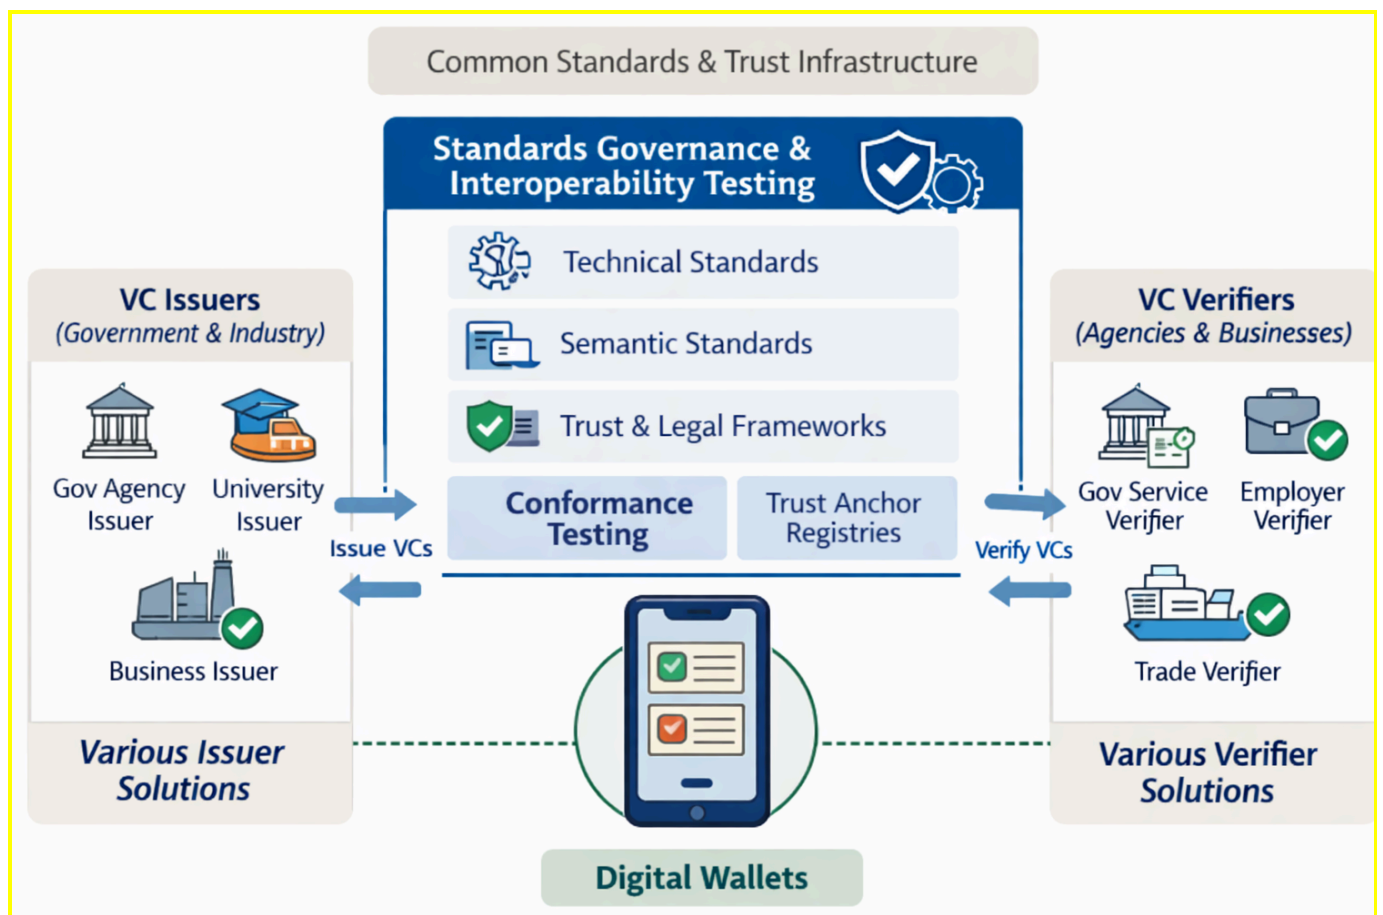 Common Standards & Trust Infrastructure
Standards Governance &
Interoperability Testing
Technical Standards
Semantic Standards
Trust & Legal Frameworks
Conformance
Testing
Trust Anchor
Registries
VC Issuers
(Government & Industry)
Gov Agency
Issuer
University
Issuer
Business Issuer
Various Issuer
Solutions
Issue VCs
Verify VCs
VC Verifiers
(Agencies & Businesses)
Gov Service
Verifier
Employer
Verifier
Trade Verifier
Various Verifier
Solutions
Digital Wallets